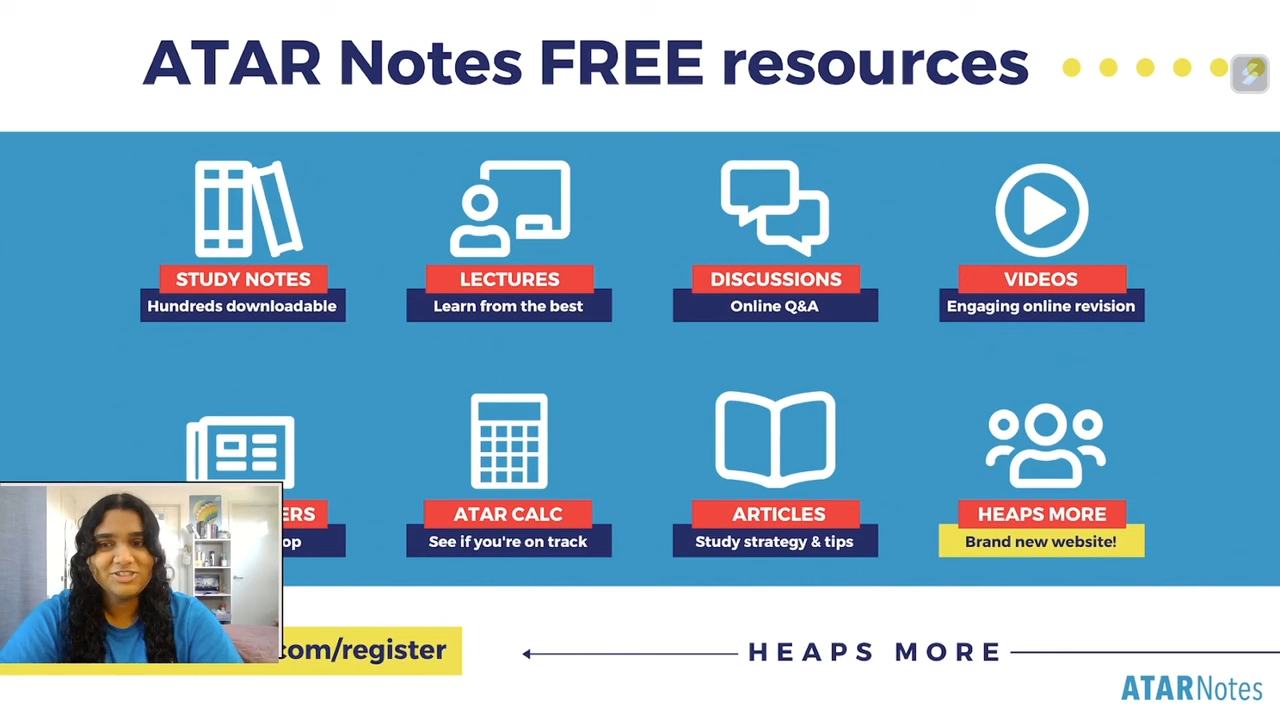 ATAR Notes FREE resources
STUDY NOTES
Hundreds downloadable
LECTURES
Learn from the best
DISCUSSIONS
Online Q&A
VIDEOS
Engaging online revision
ERS
op
ATAR CALC
See if you're on track
ARTICLES
Study strategy & tips
HEAPS MORE
Brand new website!
com/register
HEAPS MORE
ATARNotes